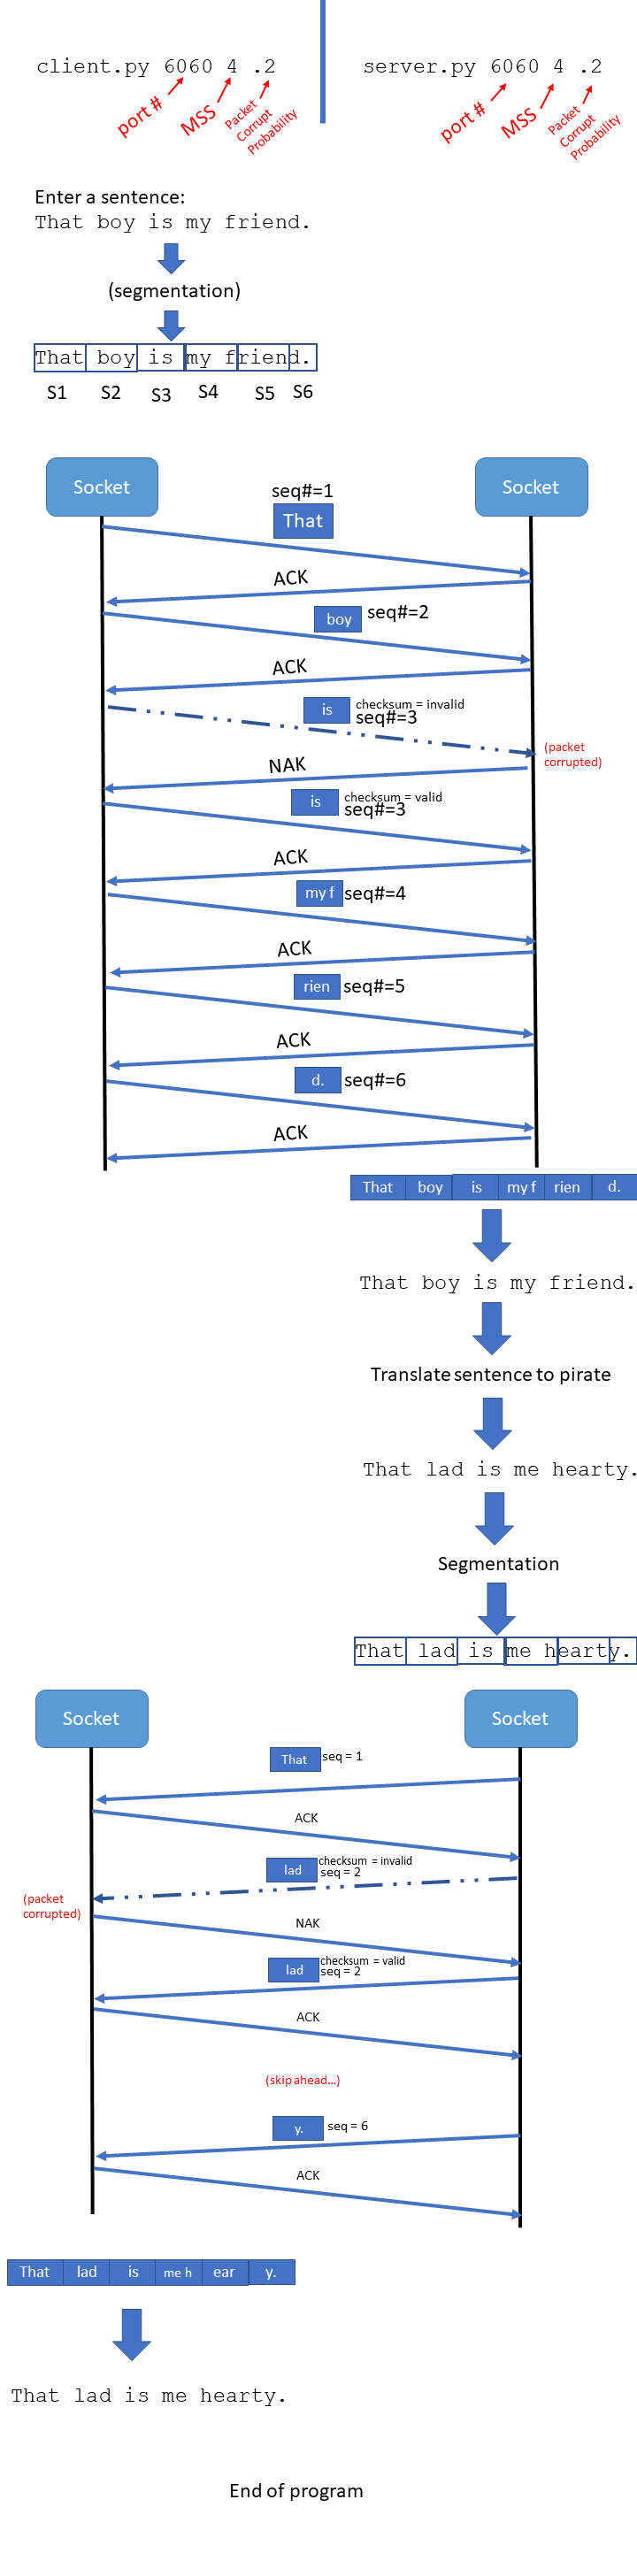 client.py 6060 4 .2
port #
MSS
Packet
Corrupt
Probability
server.py 6060 4 .2
port #
MSS
Packet
Corrupt
Probability
Enter a sentence:
That boy is my friend.
(segmentation)
That boy is my friend.
S1 S2 S3 S4 S5 S6
Socket
Socket
seq#=1
That
ACK
boy seq#=2
ACK
checksum = invalid
is seq#=3
(packet
corrupted)
NAK
checksum = valid
is seq#=3
ACK
my f seq#=4
ACK
rien seq#=5
ACK
d. seq#=6
ACK
That boy is my f rien d.
That boy is my friend.
Translate sentence to pirate
That lad is me hearty.
Segmentation
That lad is me hearty.
Socket
Socket
That seq = 1
ACK
checksum = invalid
lad seq = 2
(packet
corrupted)
NAK
checksum = valid
lad seq = 2
ACK
(skip ahead...)
y. seq = 6
ACK
That lad is me h ear y.
That lad is me hearty.
End of program